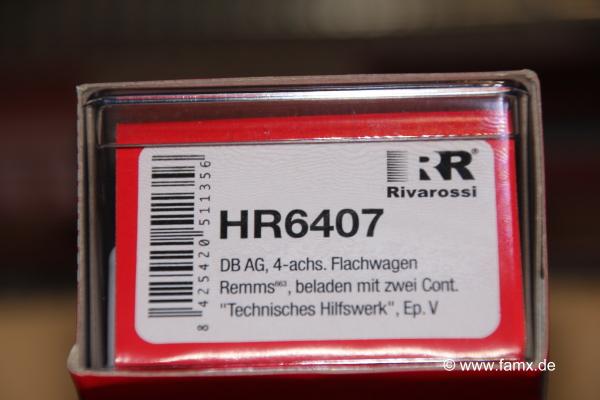 RR®
Rivarossi
HR6407
DB AG, 4-achs. Flachwagen
Remms⁶⁶³, beladen mit zwei Cont.
"Technisches Hilfswerk", Ep. V
8 425420 511356
© www.famx.de